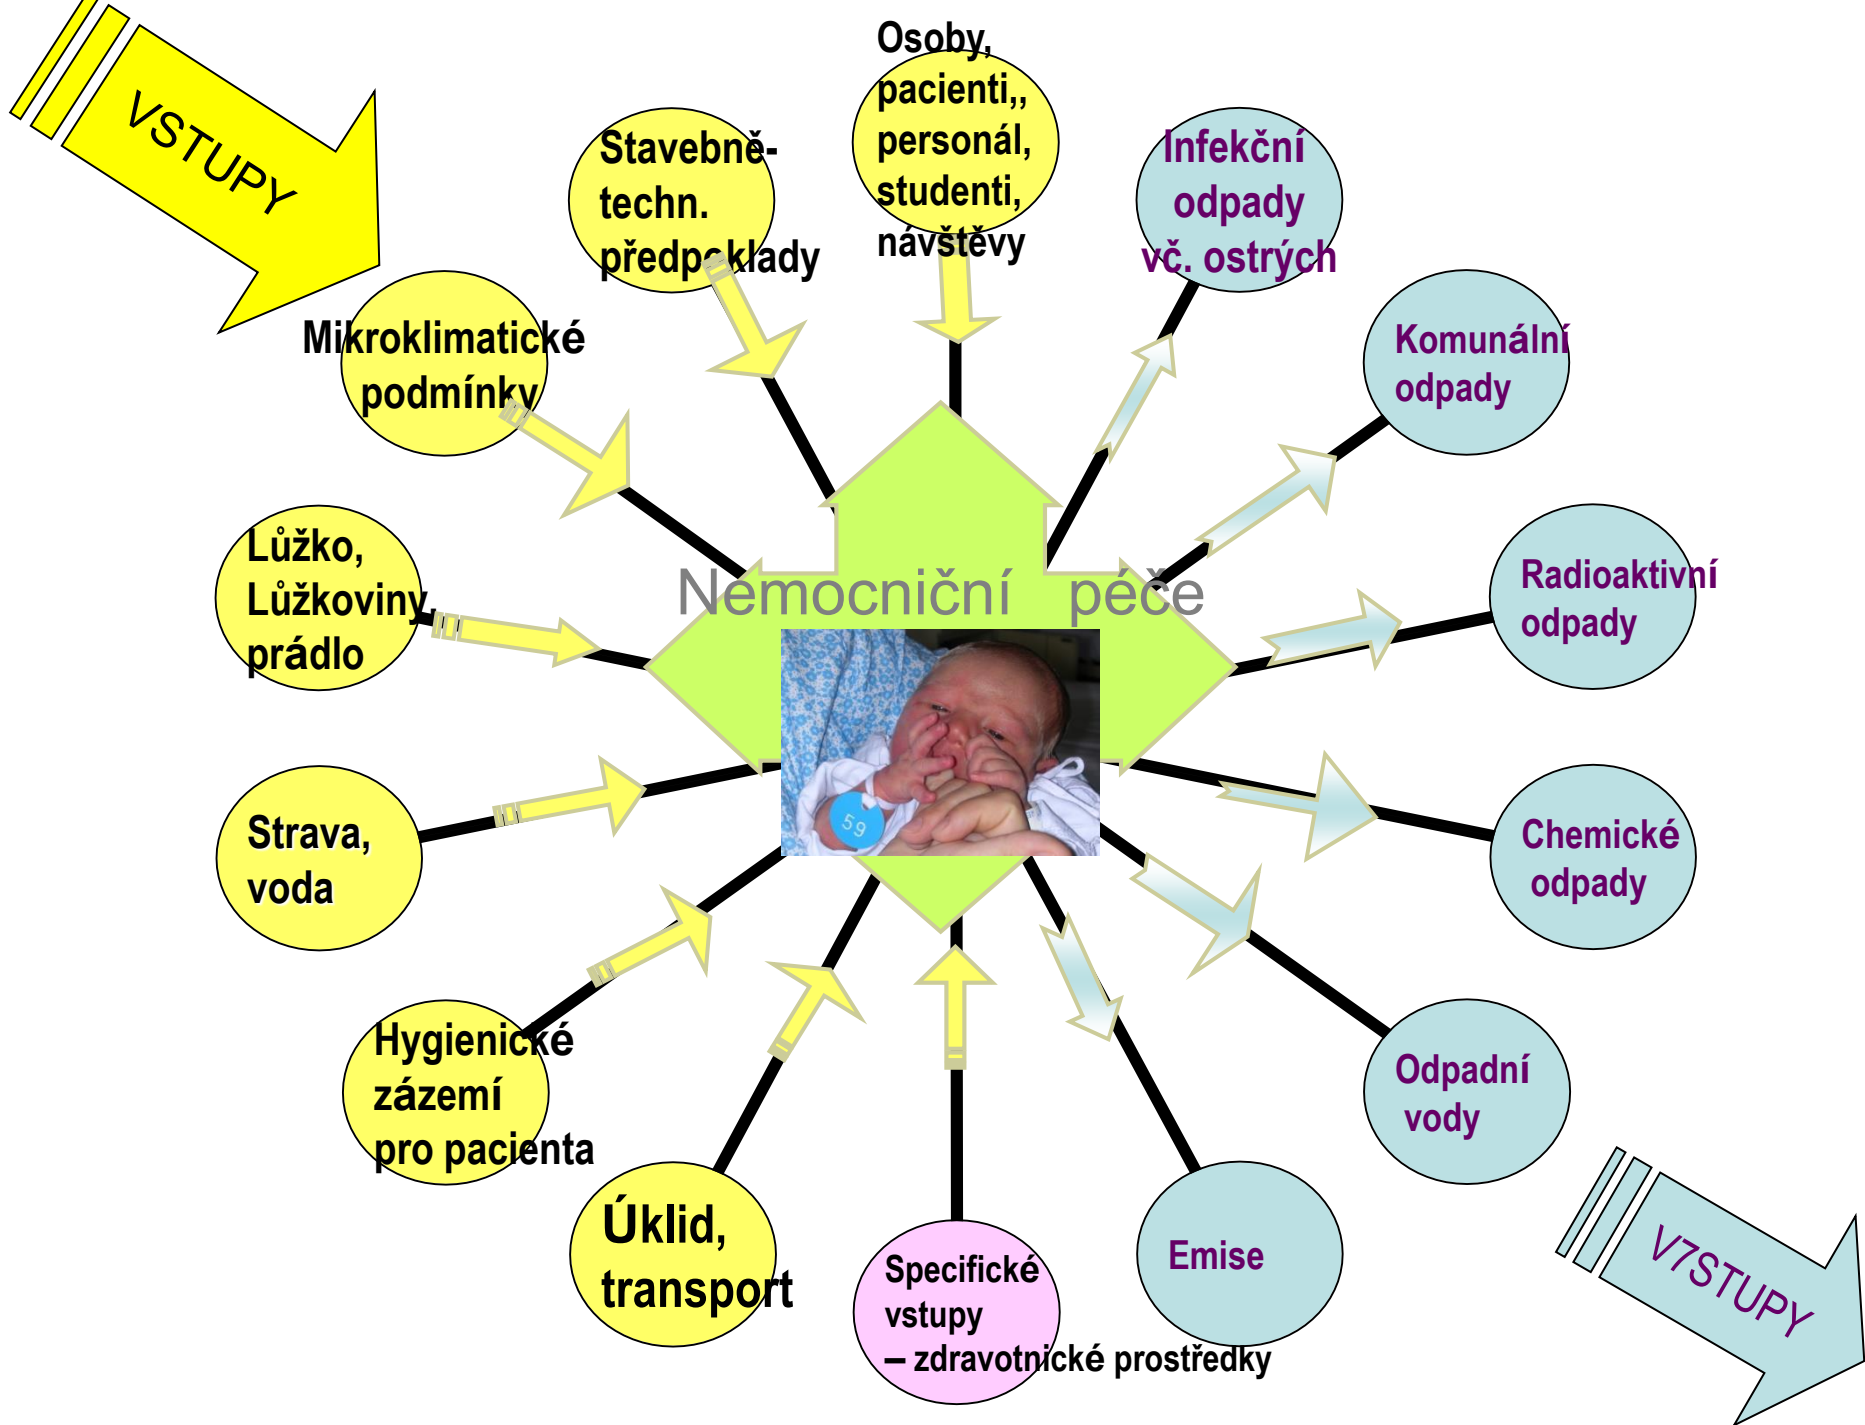 VSTUPY
Osoby,
pacienti,,
personál,
studenti,
návštěvy
Stavebně-
techn.
předpoklady
Infekční
odpady
vč. ostrých
Mikroklimatické
podmínky
Komunální
odpady
Lůžko,
Lůžkoviny,
prádlo
Nemocniční péče
Radioaktivní
odpady
59
Strava,
voda
Chemické
odpady
Hygienické
zázemí
pro pacienta
Odpadní
vody
Úklid,
transport
Specifické
vstupy
– zdravotnické prostředky
Emise
V7STUPY